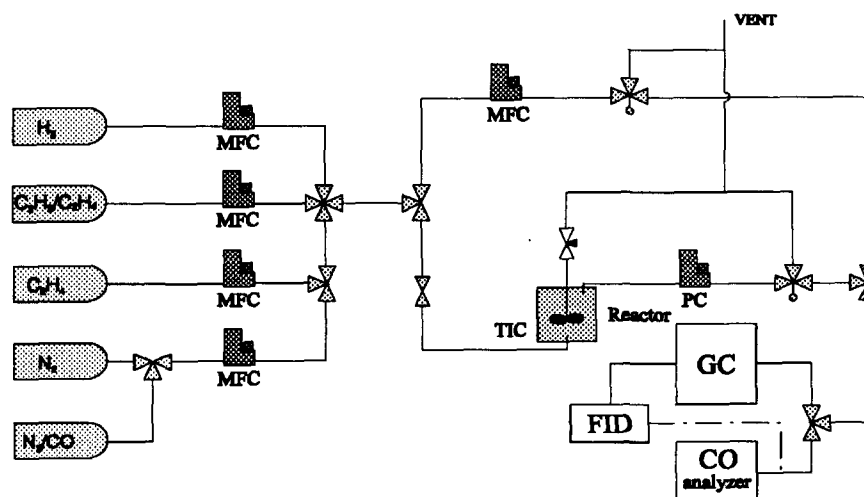 VENT
H₂
MFC
MFC
C₂H₂/C₂H₄
MFC
C₂H₄
MFC
PC
TIC
Reactor
N₂
MFC
GC
FID
N₂/CO
CO
analyzer